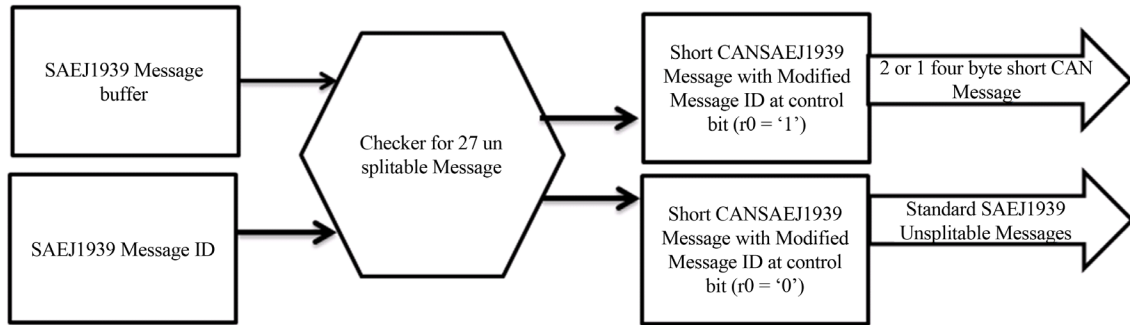 SAEJ1939 Message
buffer
SAEJ1939 Message ID
Checker for 27 un
splitable Message
Short CANSAEJ1939
Message with Modified
Message ID at control
bit (r0 = ‘1’)
2 or 1 four byte short CAN
Message
Short CANSAEJ1939
Message with Modified
Message ID at control
bit (r0 = ‘0’)
Standard SAEJ1939
Unsplitable Messages